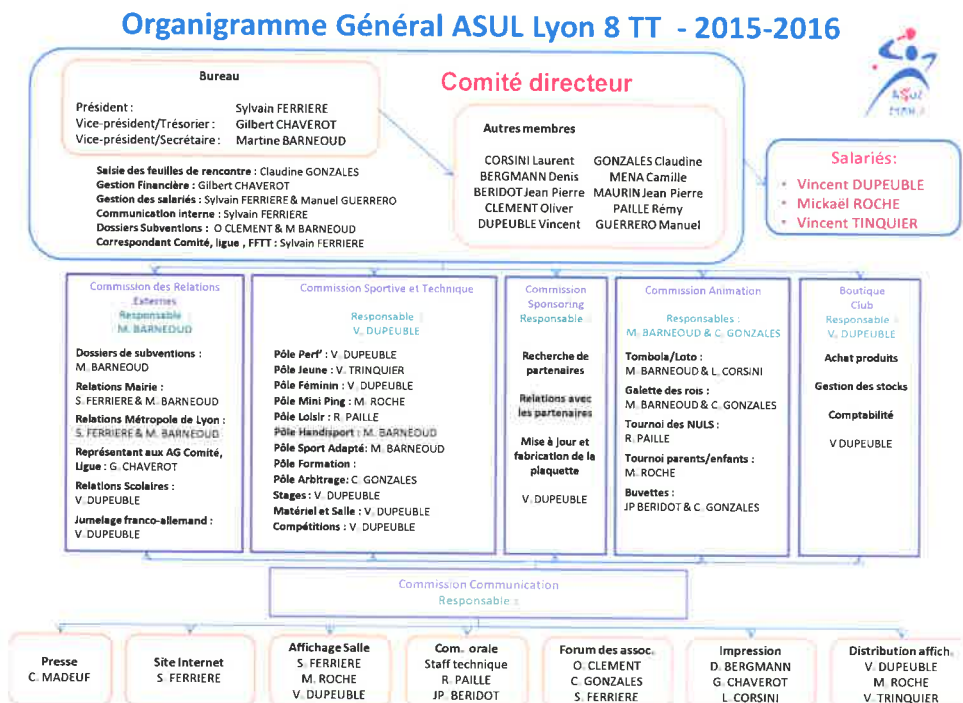 Organigramme Général ASUL Lyon 8 TT - 2015-2016
Comité directeur
Bureau
Président : Sylvain FERRIERE
Vice-président/Trésorier : Gilbert CHAVEROT
Vice-président/Secrétaire : Martine BARNEOUD
Saisie des feuilles de rencontre : Claudine GONZALES
Gestion Financière : Gilbert CHAVEROT
Gestion des salariés : Sylvain FERRIERE & Manuel GUERRERO
Communication interne : Sylvain FERRIERE
Dossiers Subventions : O CLEMENT & M BARNEOUD
Correspondant Comité, ligue , FFTT : Sylvain FERRIERE
Autres membres
CORSINI Laurent GONZALES Claudine
BERGMANN Denis MENA Camille
BERIDOT Jean Pierre MAURIN Jean Pierre
CLEMENT Oliver PAILLE Rémy
DUPEUBLE Vincent GUERRERO Manuel
ASUL
Salariés:
• Vincent DUPEUBLE
• Mickaël ROCHE
• Vincent TINQUIER
Commission des Relations
Externes
Responsable
M. BARNEOUD
Dossiers de subventions :
M. BARNEOUD
Relations Mairie :
S. FERRIERE & M. BARNEOUD
Relations Métropole de Lyon :
S. FERRIERE & M. BARNEOUD
Représentant aux AG Comité,
Ligue : G. CHAVEROT
Relations Scolaires :
V. DUPEUBLE
Jumelage franco-allemand :
V. DUPEUBLE
Commission Sportive et Technique
Responsable :
V. DUPEUBLE
Pôle Perf' : V. DUPEUBLE
Pôle Jeune : V. TRINQUIER
Pôle Féminin : V. DUPEUBLE
Pôle Mini Ping : M. ROCHE
Pôle Loisir : R. PAILLE
Pôle Handisport : M. BARNEOUD
Pôle Sport Adapté: M. BARNEOUD
Pôle Formation :
Pôle Arbitrage: C. GONZALES
Stages : V. DUPEUBLE
Matériel et Salle : V. DUPEUBLE
Compétitions : V. DUPEUBLE
Commission
Sponsoring
Responsable :
Recherche de
partenaires
Relations avec
les partenaires
Mise à jour et
fabrication de la
plaquette
V. DUPEUBLE
Commission Animation
Responsables :
M. BARNEOUD & C. GONZALES
Tombola/Loto :
M. BARNEOUD & L. CORSINI
Galette des rois :
M. BARNEOUD & C. GONZALES
Tournoi des NULS :
R. PAILLE
Tournoi parents/enfants :
M. ROCHE
Buvettes :
JP BERIDOT & C. GONZALES
Boutique
Club
Responsable :
V. DUPEUBLE
Achat produits
Gestion des stocks
Comptabilité
V DUPEUBLE
Commission Communication
Responsable :
Presse
C. MADEUF
Site Internet
S. FERRIERE
Affichage Salle
S. FERRIERE
M. ROCHE
V. DUPEUBLE
Com. orale
Staff technique
R. PAILLE
JP. BERIDOT
Forum des assoc.
O. CLEMENT
C. GONZALES
S. FERRIERE
Impression
D. BERGMANN
G. CHAVEROT
L. CORSINI
Distribution affich.
V. DUPEUBLE
M. ROCHE
V. TRINQUIER